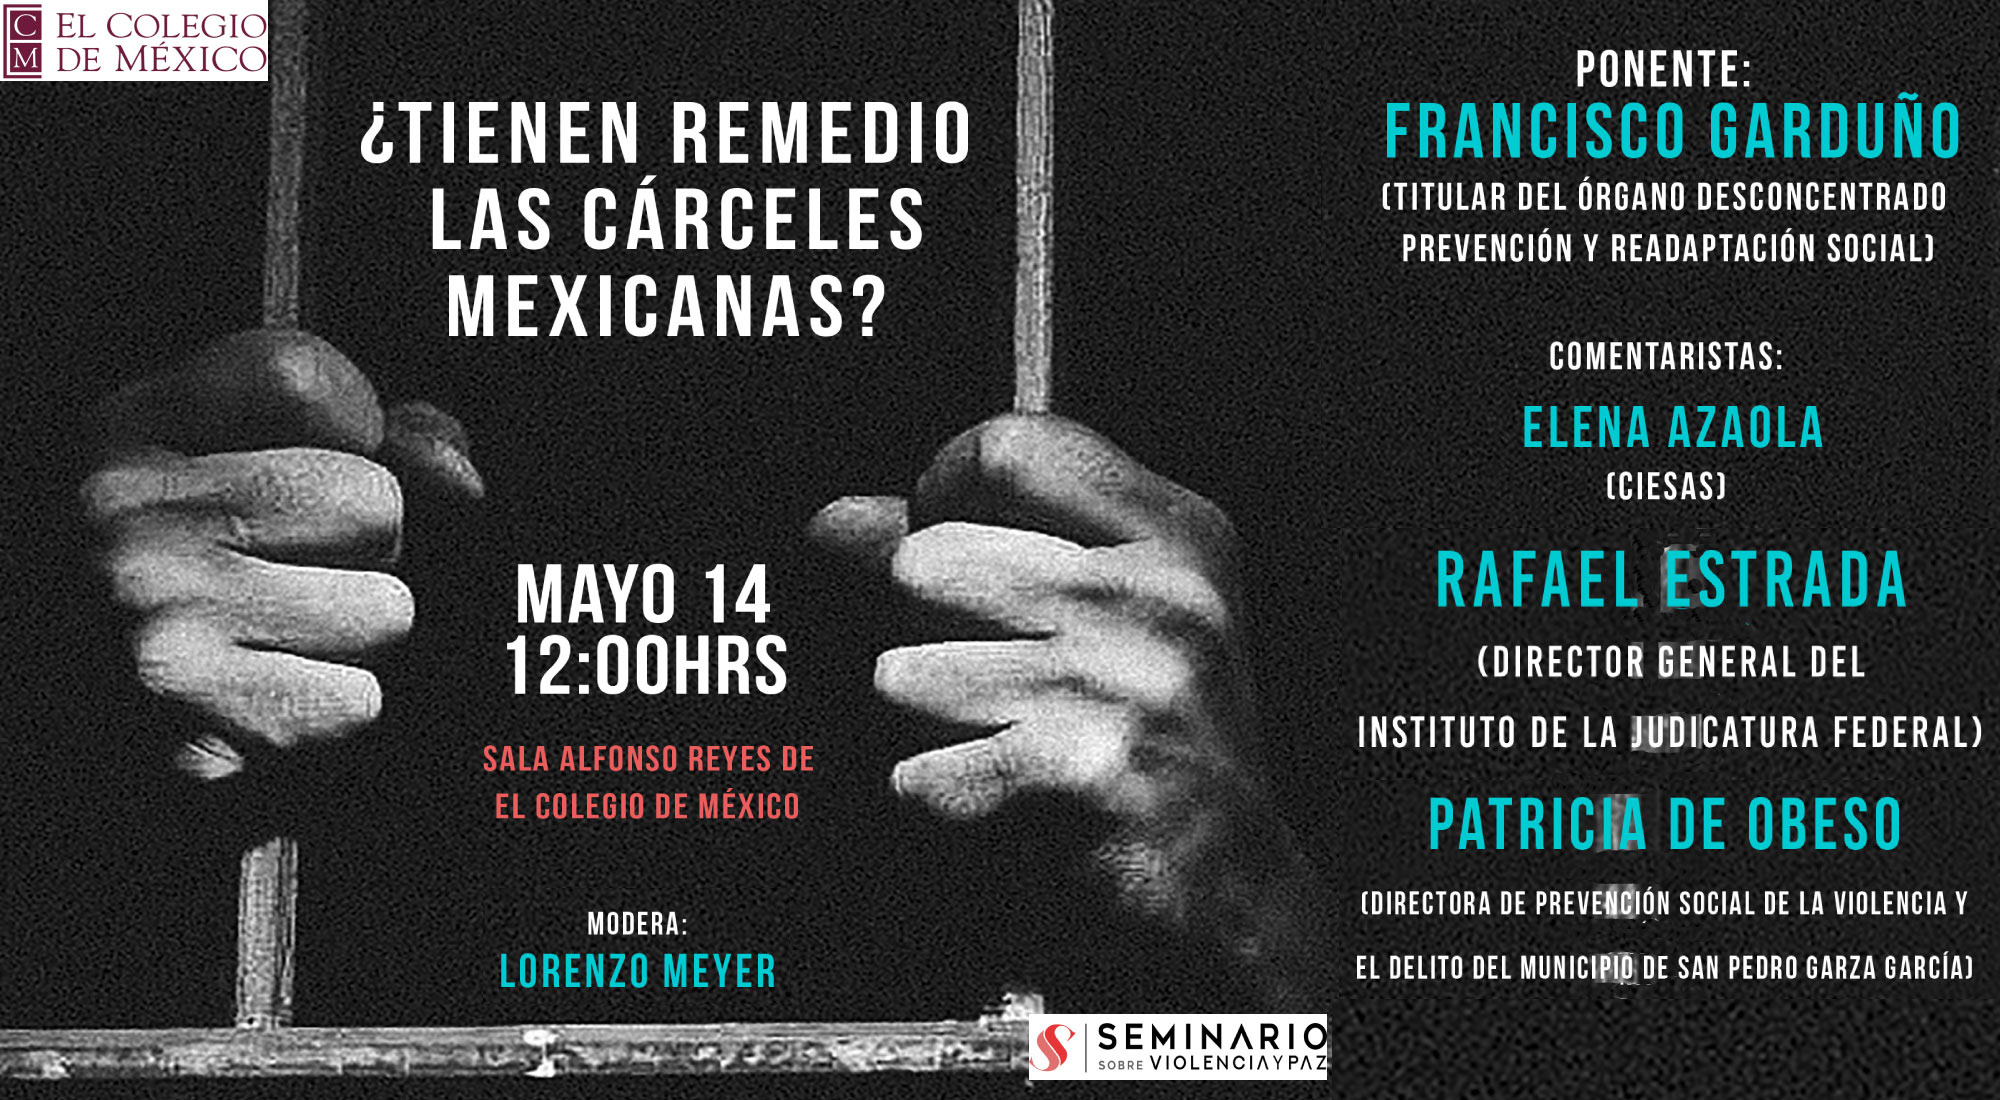 EL COLEGIO
DE MÉXICO
CM
¿TIENEN REMEDIO
LAS CÁRCELES
MEXICANAS?
MAYO 14
12:00HRS
SALA ALFONSO REYES DE
EL COLEGIO DE MÉXICO
MODERA:
LORENZO MEYER
PONENTE:
FRANCISCO GARDUÑO
(TITULAR DEL ÓRGANO DESCONCENTRADO
PREVENCIÓN Y READAPTACIÓN SOCIAL)
COMENTARISTAS:
ELENA AZAOLA
(CIESAS)
RAFAEL ESTRADA
(DIRECTOR GENERAL DEL
INSTITUTO DE LA JUDICATURA FEDERAL)
PATRICIA DE OBESO
(DIRECTORA DE PREVENCIÓN SOCIAL DE LA VIOLENCIA Y
EL DELITO DEL MUNICIPIO DE SAN PEDRO GARZA GARCÍA)
SEMINARIO
SOBRE VIOLENCIA Y PAZ